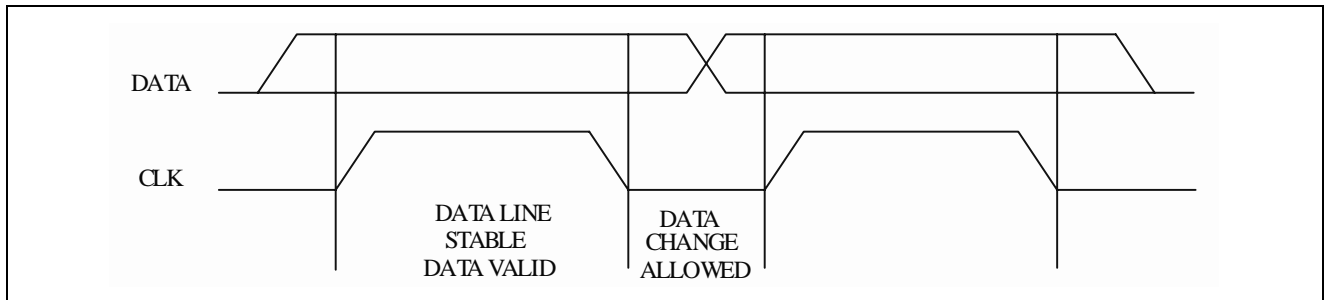 DATA
CLK
DATA LINE
STABLE
DATA VALID
DATA
CHANGE
ALLOWED